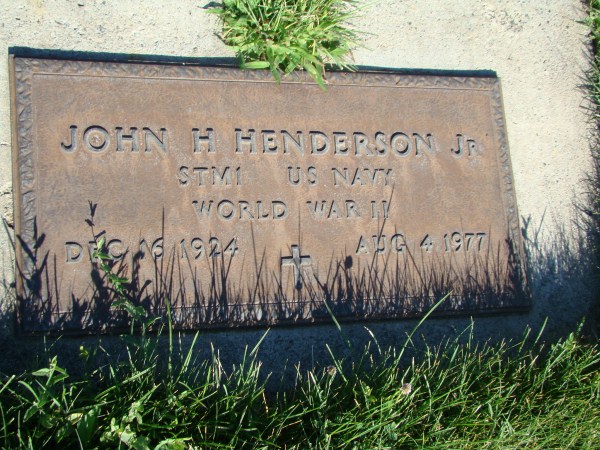 JOHN H HENDERSON JR
STM1 US NAVY
WORLD WAR II
DEC 16 1924 AUG 4 1977